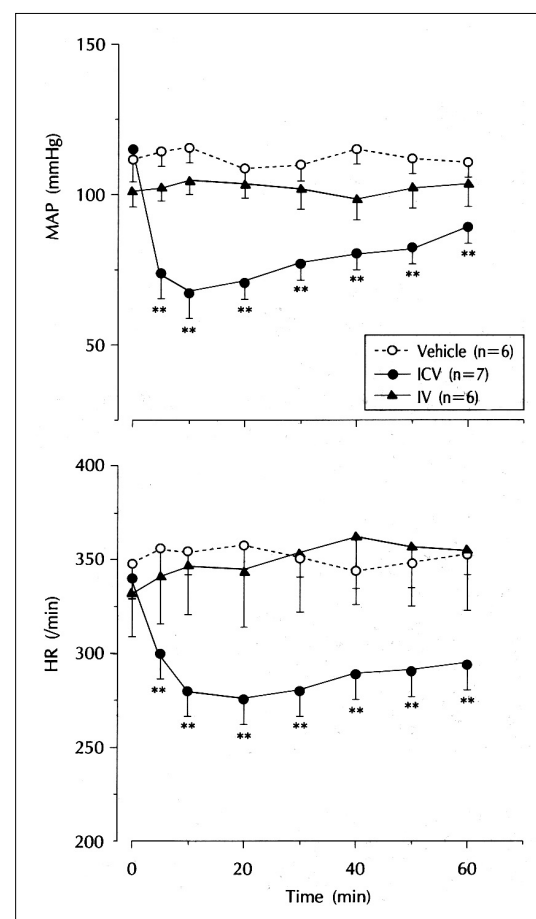 150
100
50
MAP (mmHg)
** ** ** ** ** ** **
Vehicle (n=6)
ICV (n=7)
IV (n=6)
400
350
300
250
200
HR (/min)
** ** ** ** ** ** **
0 20 40 60
Time (min)